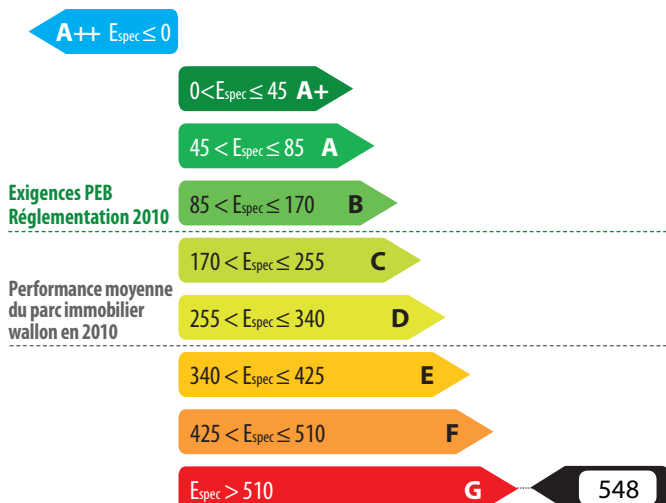 A++ Espec ≤ 0
0<Espec ≤ 45 A+
45 < Espec ≤ 85 A
Exigences PEB
Réglementation 2010
85 < Espec ≤ 170 B
170 < Espec ≤ 255 C
Performance moyenne
du parc immobilier
wallon en 2010
255 < Espec ≤ 340 D
340 < Espec ≤ 425 E
425 < Espec ≤ 510 F
Espec > 510 G 548